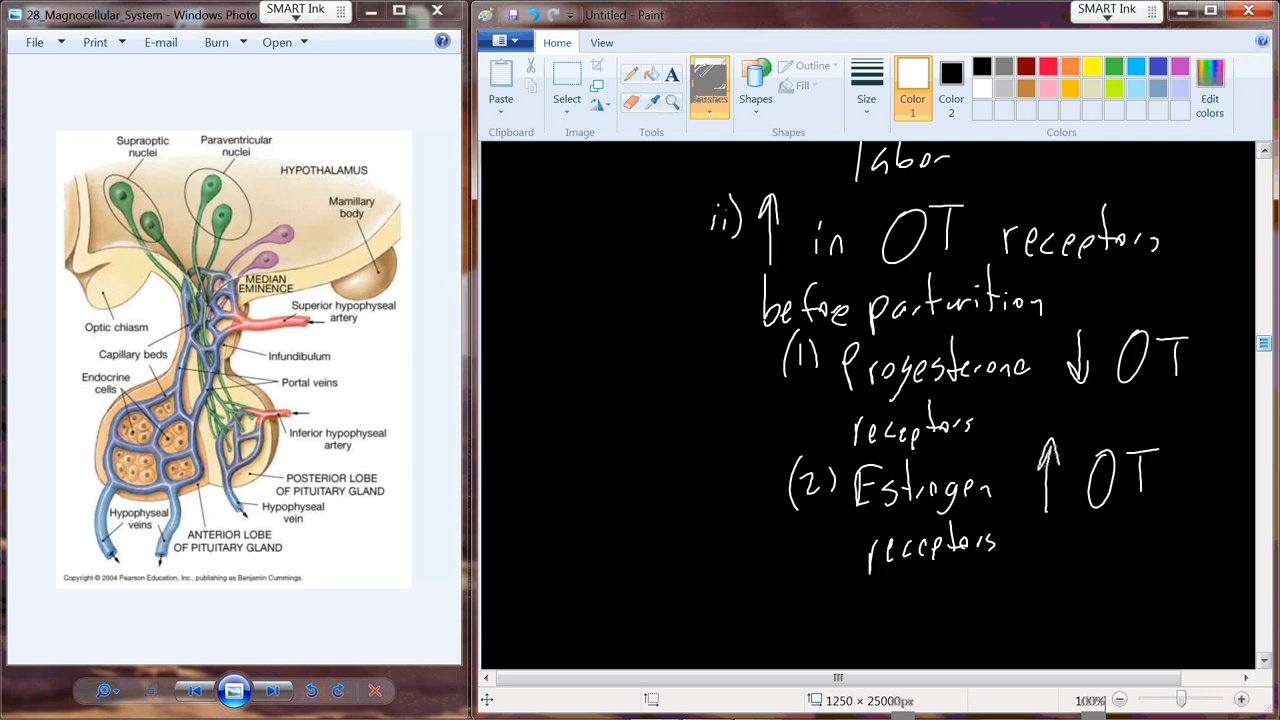 28_Magnocellular_System - Windows Photo
SMART Ink
File Print E-mail Burn Open
Supraoptic
nuclei
Paraventricular
nuclei
HYPOTHALAMUS
Mamillary
body
MEDIAN
EMINENCE
Superior hypophyseal
artery
Optic chiasm
Capillary beds
Infundibulum
Endocrine
cells
Portal veins
Inferior hypophyseal
artery
POSTERIOR LOBE
OF PITUITARY GLAND
Hypophyseal
vein
Hypophyseal
veins
ANTERIOR LOBE
OF PITUITARY GLAND
Copyright © 2004 Pearson Education, Inc., publishing as Benjamin Cummings.
Untitled - Paint
SMART Ink
Home View
Paste
Select
Brushes
Shapes
Outline
Fill
Size
Color
1
Color
2
Edit
colors
Clipboard Image Tools Shapes Colors
labor
ii) ↑ in OT receptors
before parturition
(1) Progesterone ↓ OT
receptors
(2) Estrogen ↑ OT
receptors
1250 × 25000px
100%